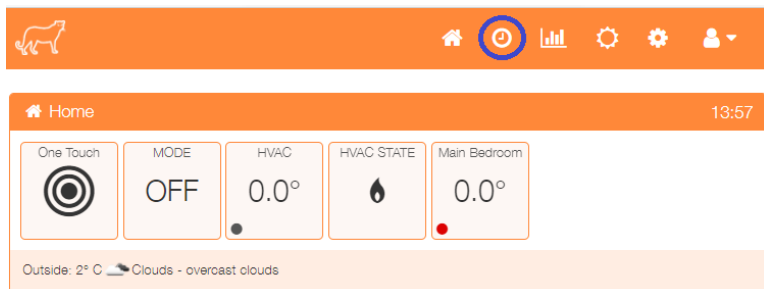 Home 13:57
One Touch MODE HVAC HVAC STATE Main Bedroom
OFF 0.0° 0.0°
Outside: 2° C Clouds - overcast clouds